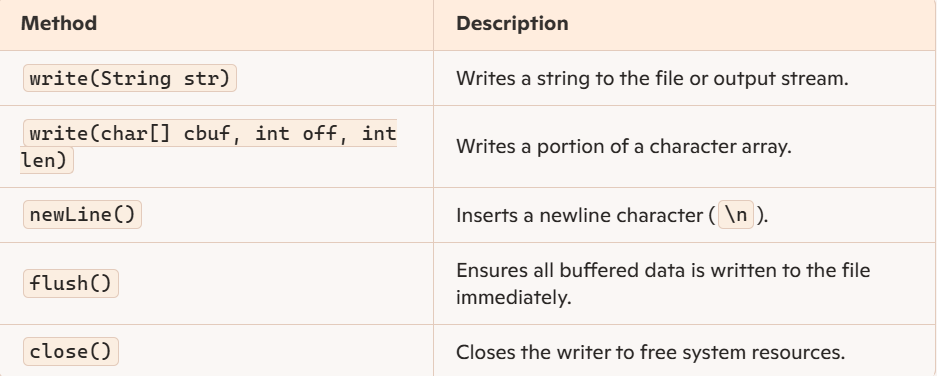 Method Description
write(String str) Writes a string to the file or output stream.
write(char[] cbuf, int off, int
len) Writes a portion of a character array.
newLine() Inserts a newline character (\n).
flush() Ensures all buffered data is written to the file
immediately.
close() Closes the writer to free system resources.